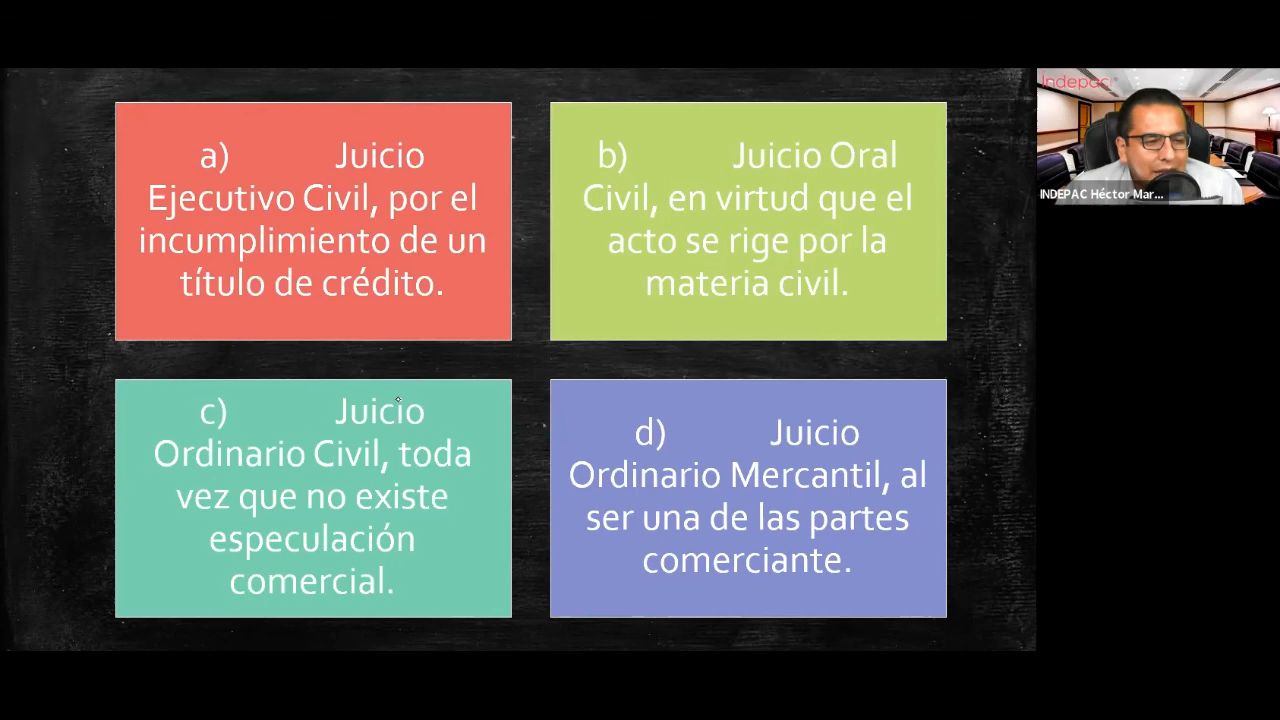 a) Juicio
Ejecutivo Civil, por el
incumplimiento de un
título de crédito.
b) Juicio Oral
Civil, en virtud que el
acto se rige por la
materia civil.
c) Juicio
Ordinario Civil, toda
vez que no existe
especulación
comercial.
d) Juicio
Ordinario Mercantil, al
ser una de las partes
comerciante.
Indepac
INDEPAC Héctor Mar...